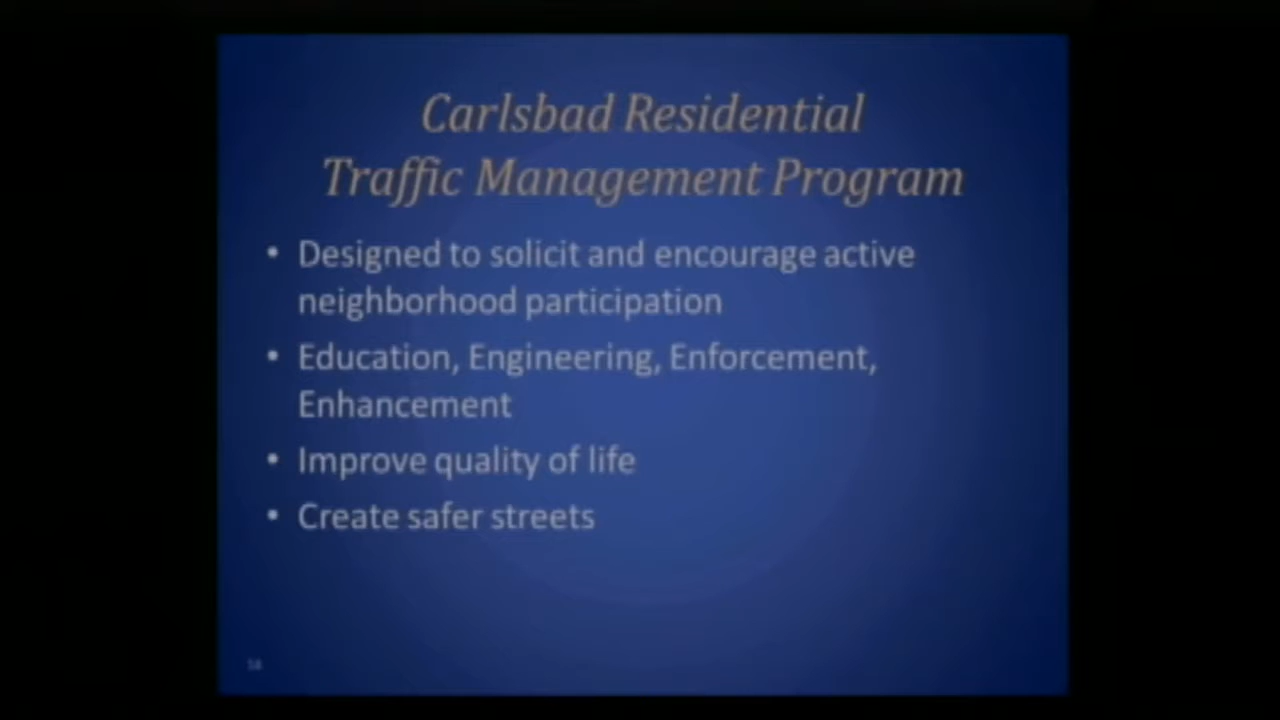 Carlsbad Residential
Traffic Management Program
• Designed to solicit and encourage active
neighborhood participation
• Education, Engineering, Enforcement,
Enhancement
• Improve quality of life
• Create safer streets